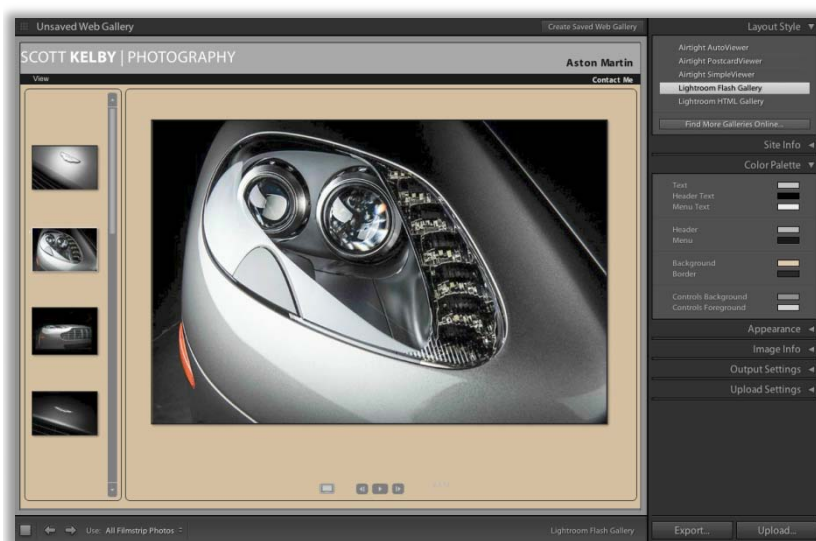 Unsaved Web Gallery
Create Saved Web Gallery
SCOTT KELBY | PHOTOGRAPHY
Aston Martin
View
Contact Me
Use: All Filmstrip Photos
Lightroom Flash Gallery
Layout Style
Airtight AutoViewer
Airtight PostcardViewer
Airtight SimpleViewer
Lightroom Flash Gallery
Lightroom HTML Gallery
Find More Galleries Online...
Site Info
Color Palette
Text
Header Text
Menu Text
Header
Menu
Background
Border
Controls Background
Controls Foreground
Appearance
Image Info
Output Settings
Upload Settings
Export...
Upload...